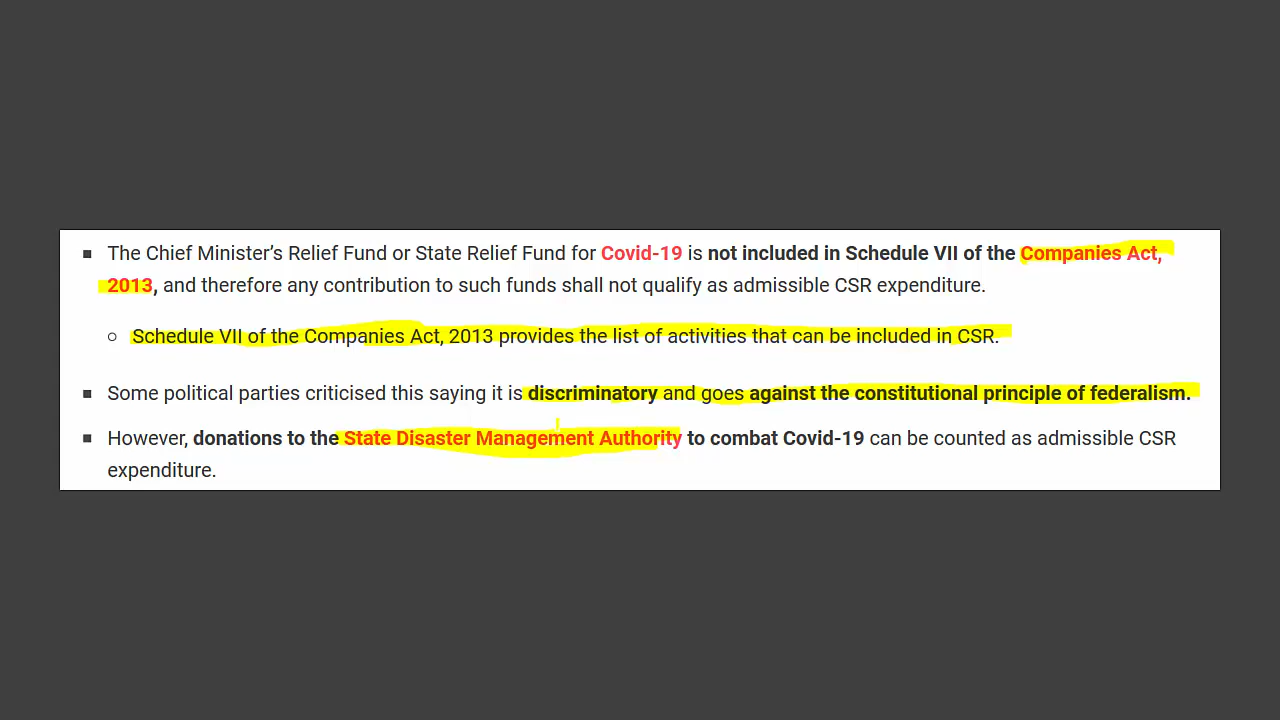 The Chief Minister’s Relief Fund or State Relief Fund for Covid-19 is not included in Schedule VII of the Companies Act,
2013, and therefore any contribution to such funds shall not qualify as admissible CSR expenditure.
Schedule VII of the Companies Act, 2013 provides the list of activities that can be included in CSR.
Some political parties criticised this saying it is discriminatory and goes against the constitutional principle of federalism.
However, donations to the State Disaster Management Authority to combat Covid-19 can be counted as admissible CSR
expenditure.